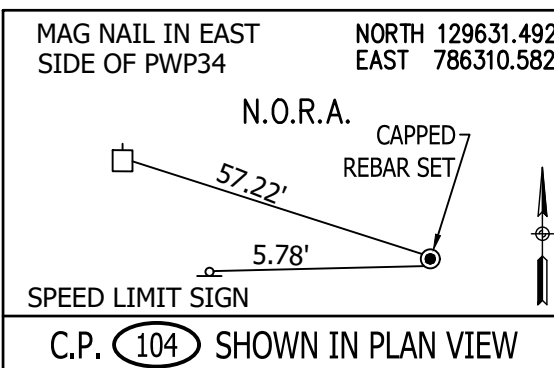 MAG NAIL IN EAST
SIDE OF PWP34
NORTH 129631.492
EAST 786310.582
N.O.R.A.
CAPPED
REBAR SET
57.22'
5.78'
SPEED LIMIT SIGN
C.P. 104 SHOWN IN PLAN VIEW